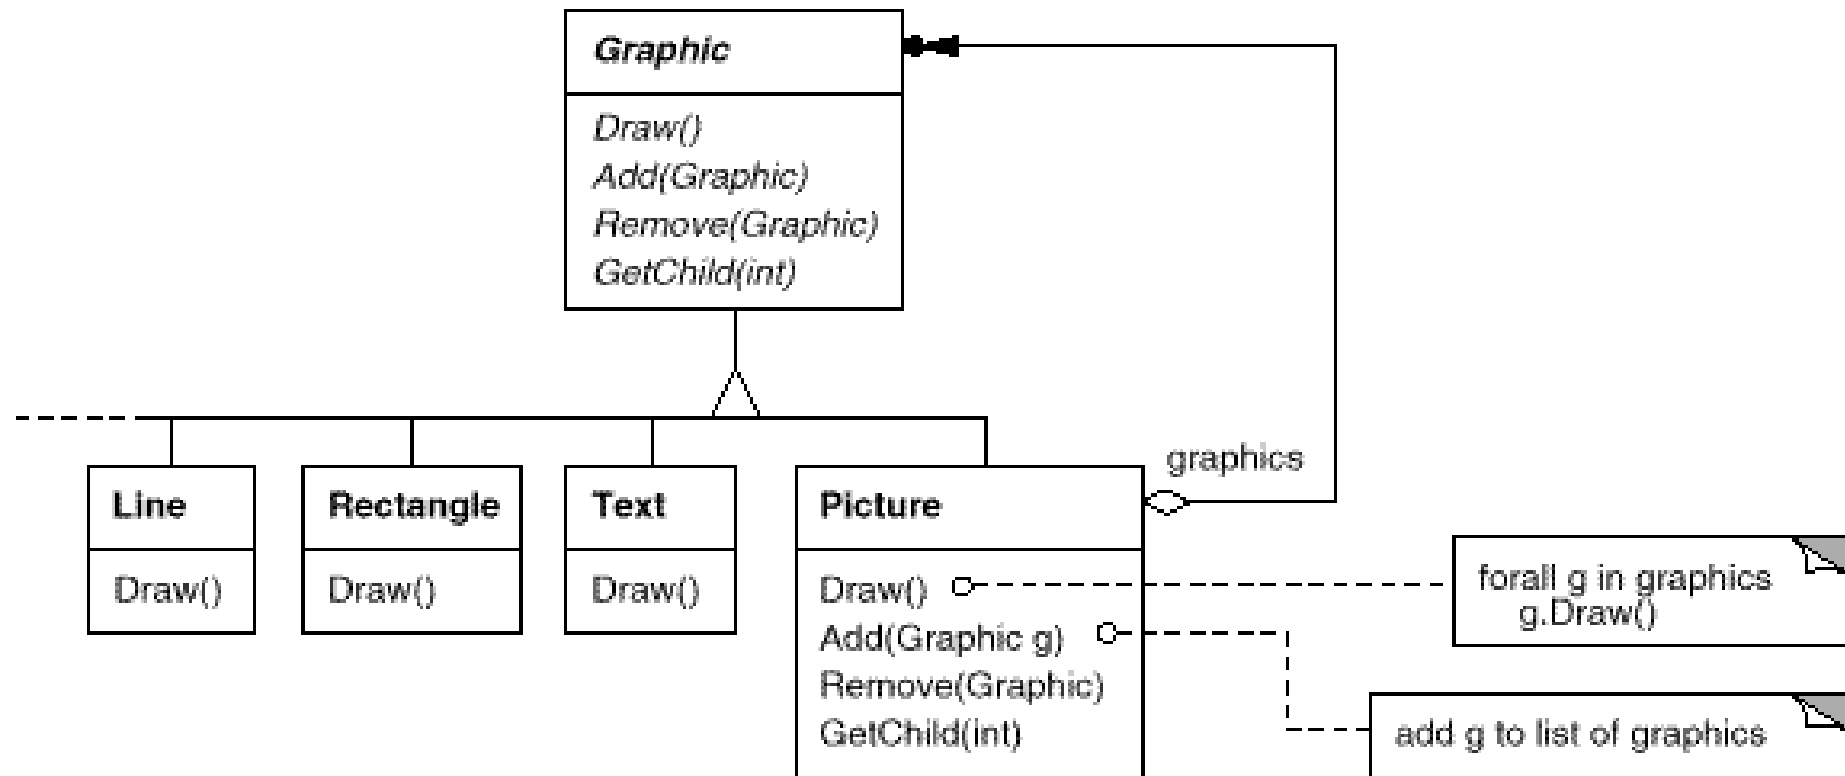 Graphic
Draw()
Add(Graphic)
Remove(Graphic)
GetChild(int)
graphics
Line
Draw()
Rectangle
Draw()
Text
Draw()
Picture
Draw()
Add(Graphic g)
Remove(Graphic)
GetChild(int)
forall g in graphics
g.Draw()
add g to list of graphics